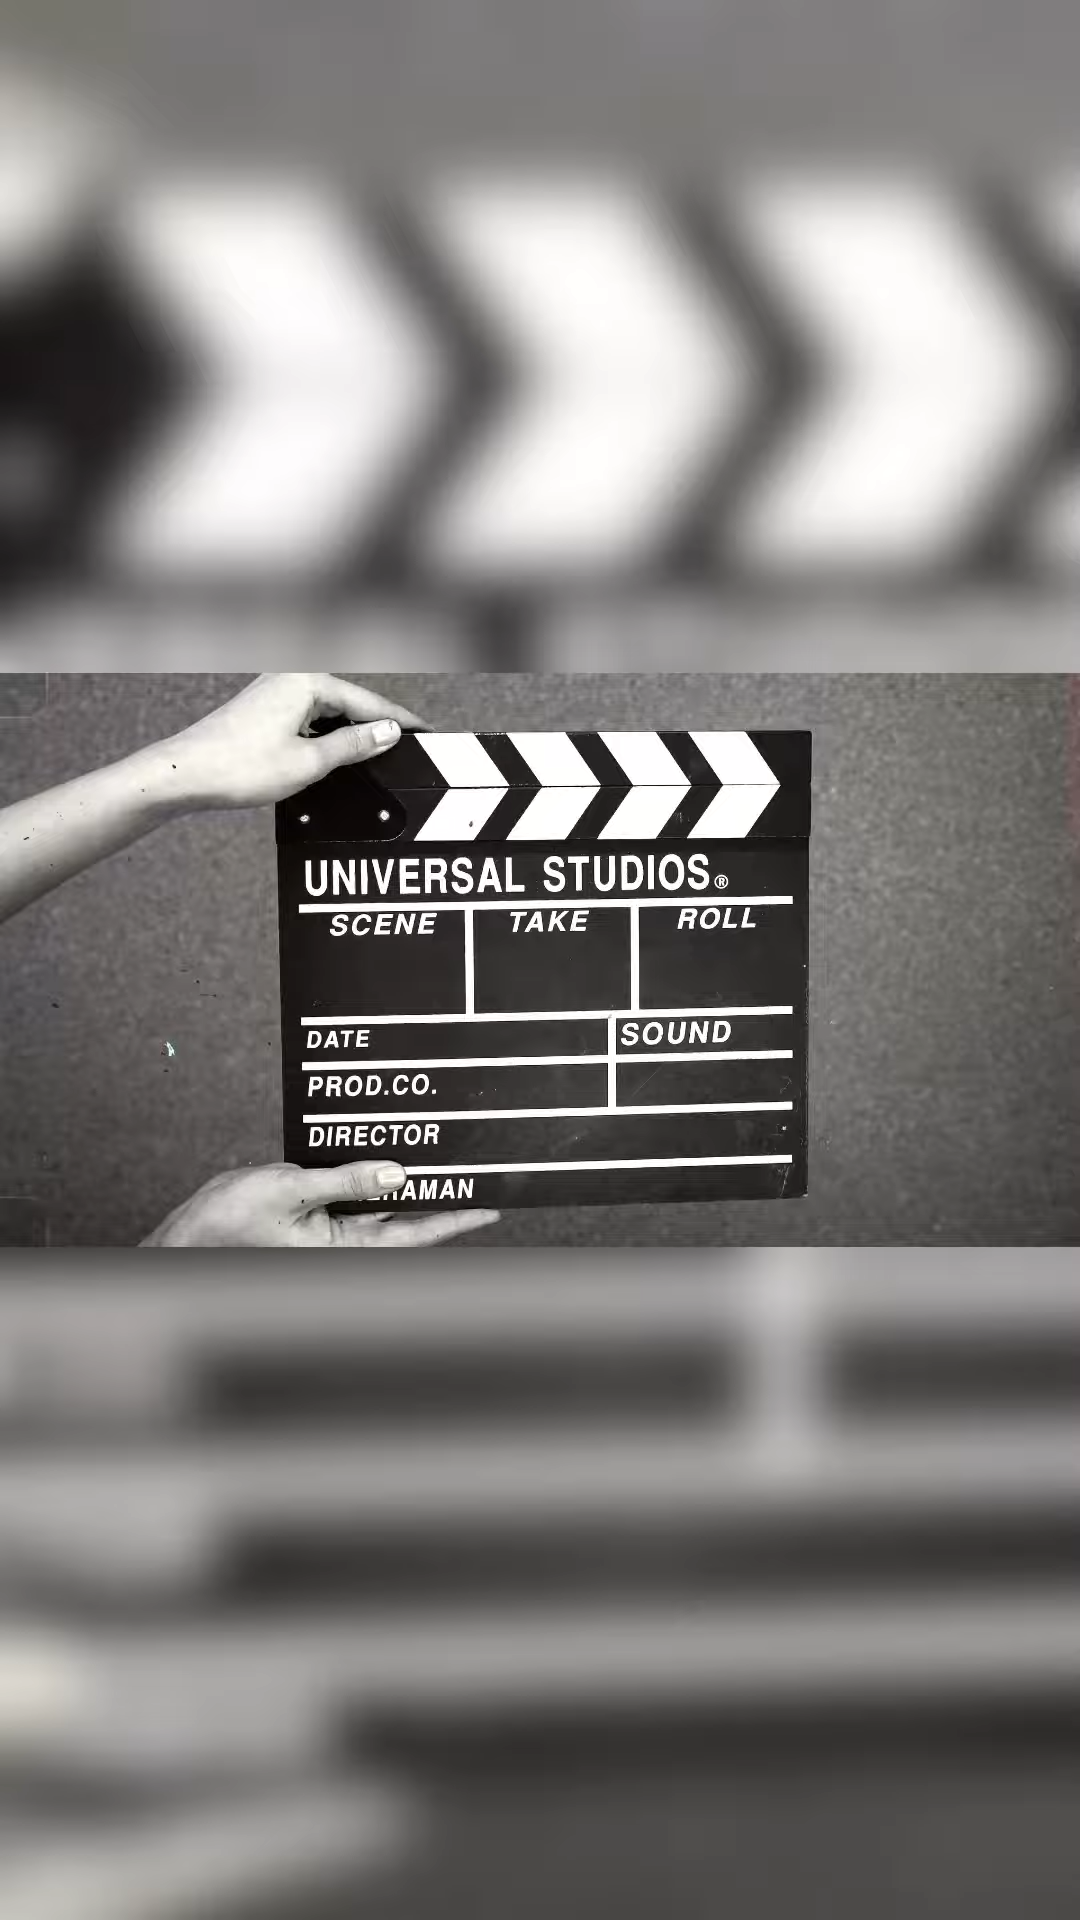 UNIVERSAL STUDIOS®
SCENE TAKE ROLL
DATE SOUND
PROD.CO.
DIRECTOR